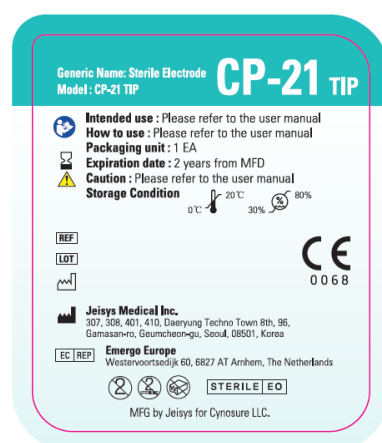 Generic Name: Sterile Electrode
Model : CP-21 TIP
CP-21 TIP
Intended use : Please refer to the user manual
How to use : Please refer to the user manual
Packaging unit : 1 EA
Expiration date : 2 years from MFD
Caution : Please refer to the user manual
Storage Condition 0℃ 20℃ 30% % 80%
REF
LOT
CE
0068
Jeisys Medical Inc.
307, 308, 401, 410, Daeryung Techno Town 8th, 96,
Gamasan-ro, Geumcheon-gu, Seoul, 08501, Korea
EC REP Emergo Europe
Westervoortsedijk 60, 6827 AT Arnhem, The Netherlands
2
STERILE EO
MFG by Jeisys for Cynosure LLC.